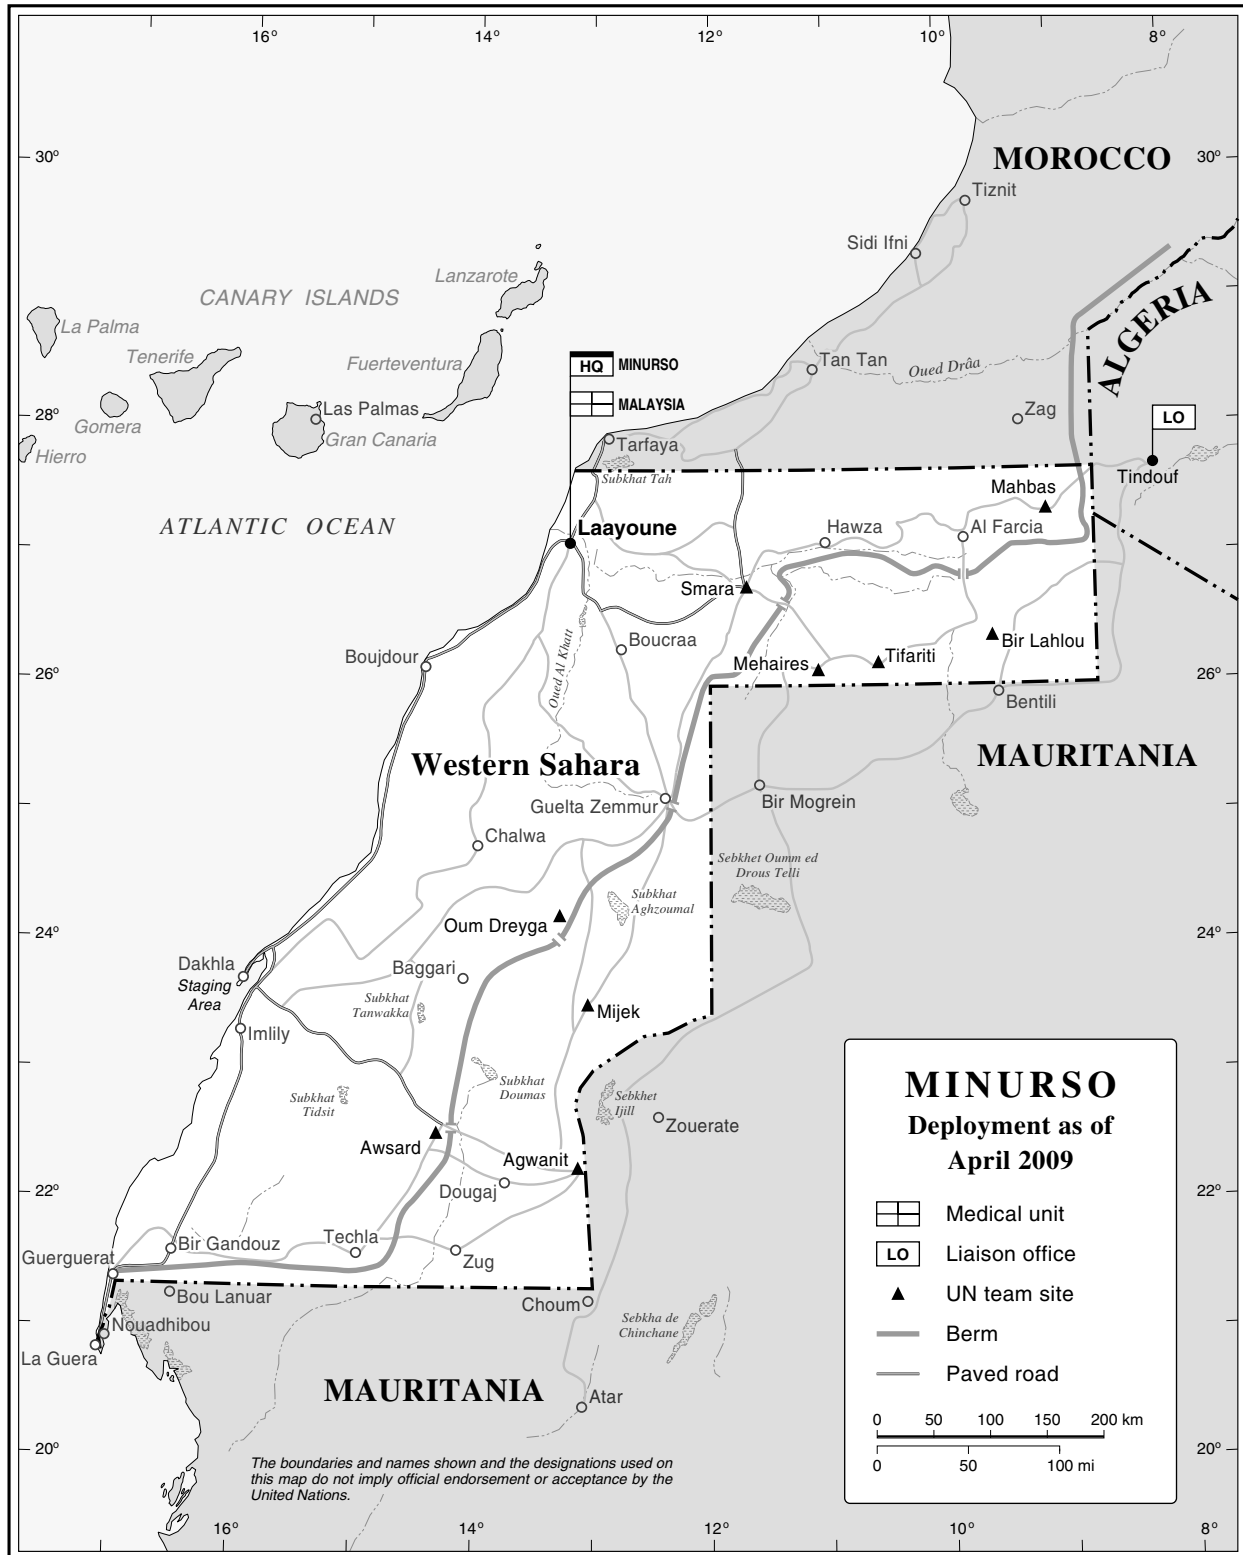 16°
14°
12°
10°
8°
30°
MOROCCO
30°
Tiznit
Sidi Ifni
Lanzarote
CANARY ISLANDS
La Palma
Tenerife
Fuerteventura
ALGERIA
HQ
MINURSO
Tan Tan
Oued Drâa
MALAYSIA
Las Palmas
28°
Gomera
Gran Canaria
Zag
LO
28°
Hierro
Tarfaya
Subkhat Tah
Tindouf
Mahbas
ATLANTIC OCEAN
Laayoune
Hawza
Al Farcia
Smara
Boucraa
Oued Al Khatt
Boujdour
Mehaires
Tifariti
Bir Lahlou
26°
26°
Bentili
Western Sahara
MAURITANIA
Guelta Zemmur
Bir Mogrein
Chalwa
Sebkhet Oumm ed
Drous Telli
Subkhat
Aghzoumal
Oum Dreyga
24°
24°
Dakhla
Staging
Area
Baggari
Subkhat
Tanwakka
Mijek
Imlily
Subkhat
Doumas
Subkhat
Tidsit
Sebkhet
Ijill
Zouerate
Awsard
Agwanit
Dougaj
22°
22°
Techla
Bir Gandouz
Zug
Guerguerat
Bou Lanuar
Choum
Nouadhibou
Sebkha de
Chinchane
La Guera
MAURITANIA
Atar
20°
20°
MINURSO
Deployment as of
April 2009
Medical unit
LO
Liaison office
UN team site
Berm
Paved road
0 50 100 150 200 km
0 50 100 mi
The boundaries and names shown and the designations used on
this map do not imply official endorsement or acceptance by the
United Nations.
16°
14°
12°
10°
8°